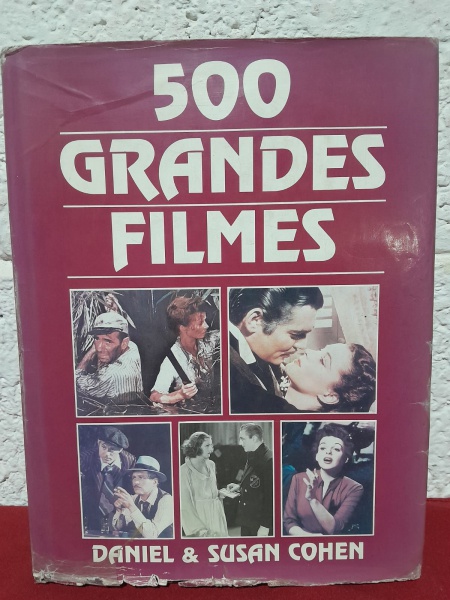 500
GRANDES
FILMES
DANIEL & SUSAN COHEN